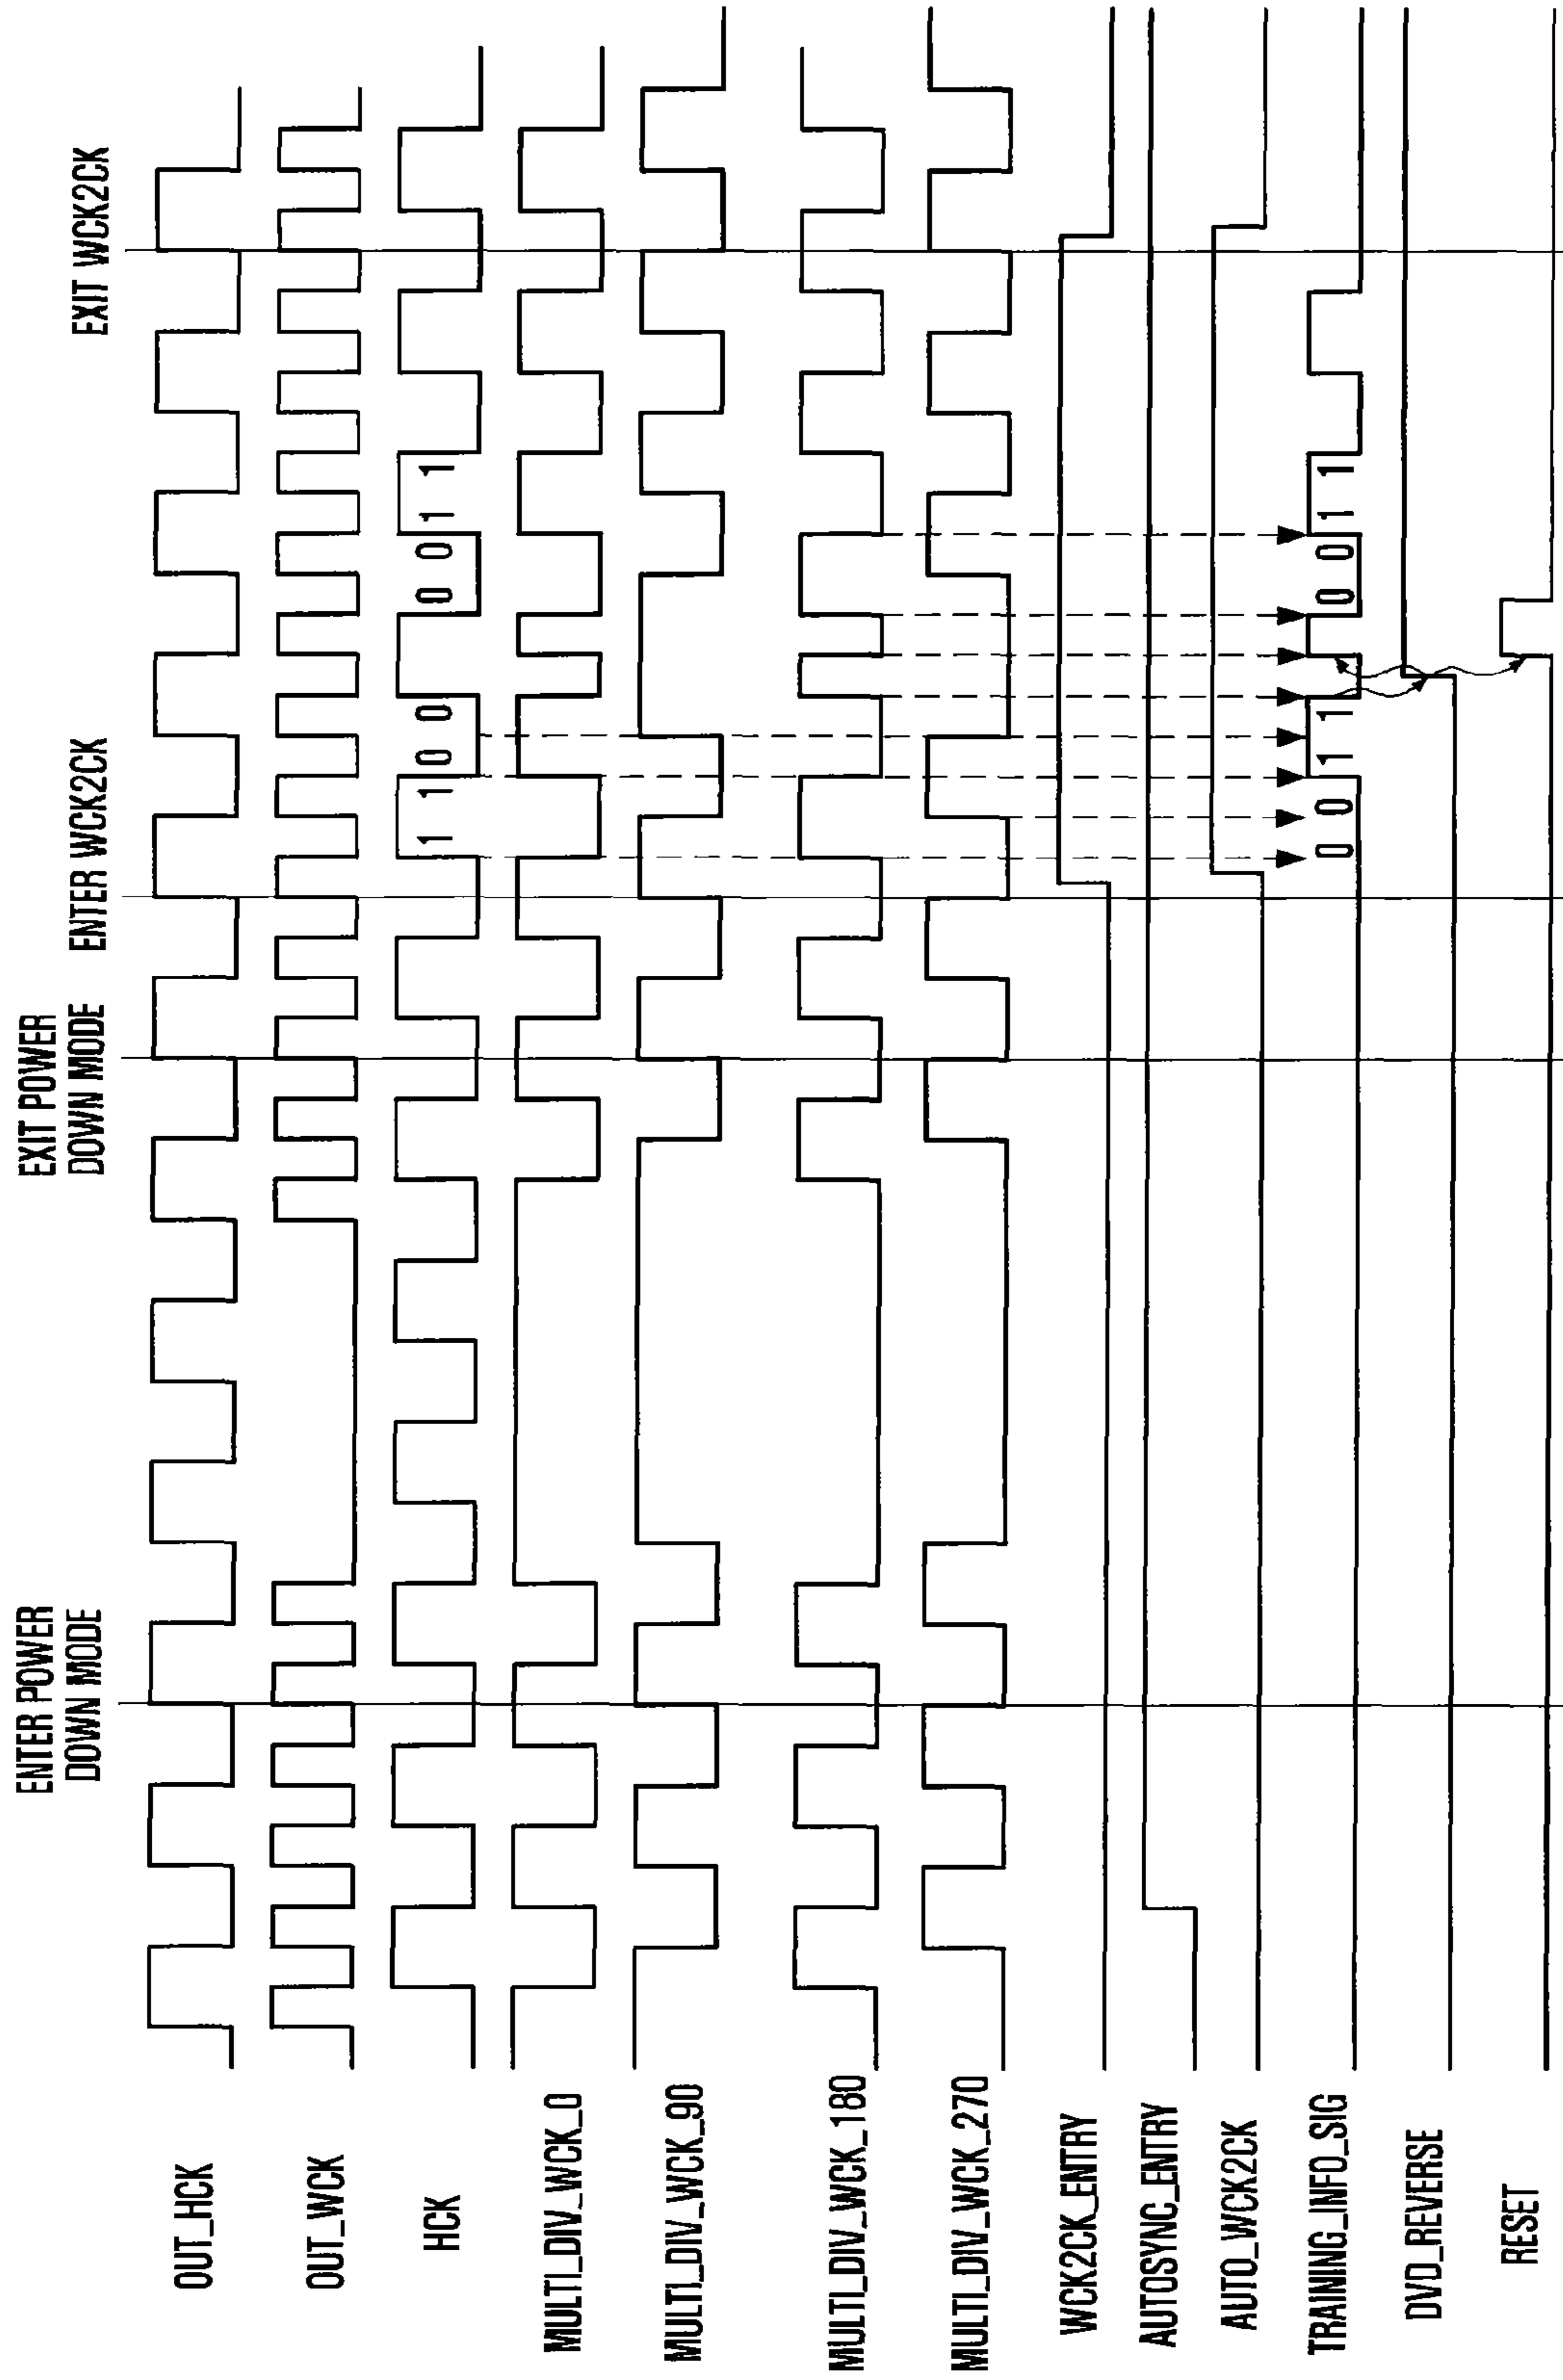 ENTER POWER
DOWN MODE
EXIT POWER
DOWN MODE
ENTER WCK2CK
EXIT WCK2CK
OUT_HCK
OUT_WCK
HCK
1 1 0 0 0 0 1 1
MULTI_DIV_WCK_0
MULTI_DIV_WCK_90
MULTI_DIV_WCK_180
MULTI_DIV_WCK_270
WCK2CK_ENTRY
AUTOSYNC_ENTRY
AUTO_WCK2CK
TRAINING_INFO_SIG
0 0 1 1 0 0 1 1
DVD_REVERSE
RESET